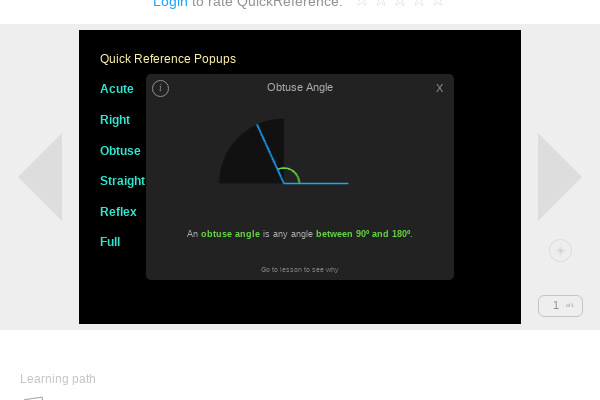 Login to rate QuickReference:
Quick Reference Popups
Acute
Right
Obtuse
Straight
Reflex
Full
i
Obtuse Angle
X
An obtuse angle is any angle between 90º and 180º.
Go to lesson to see why
1
Learning path